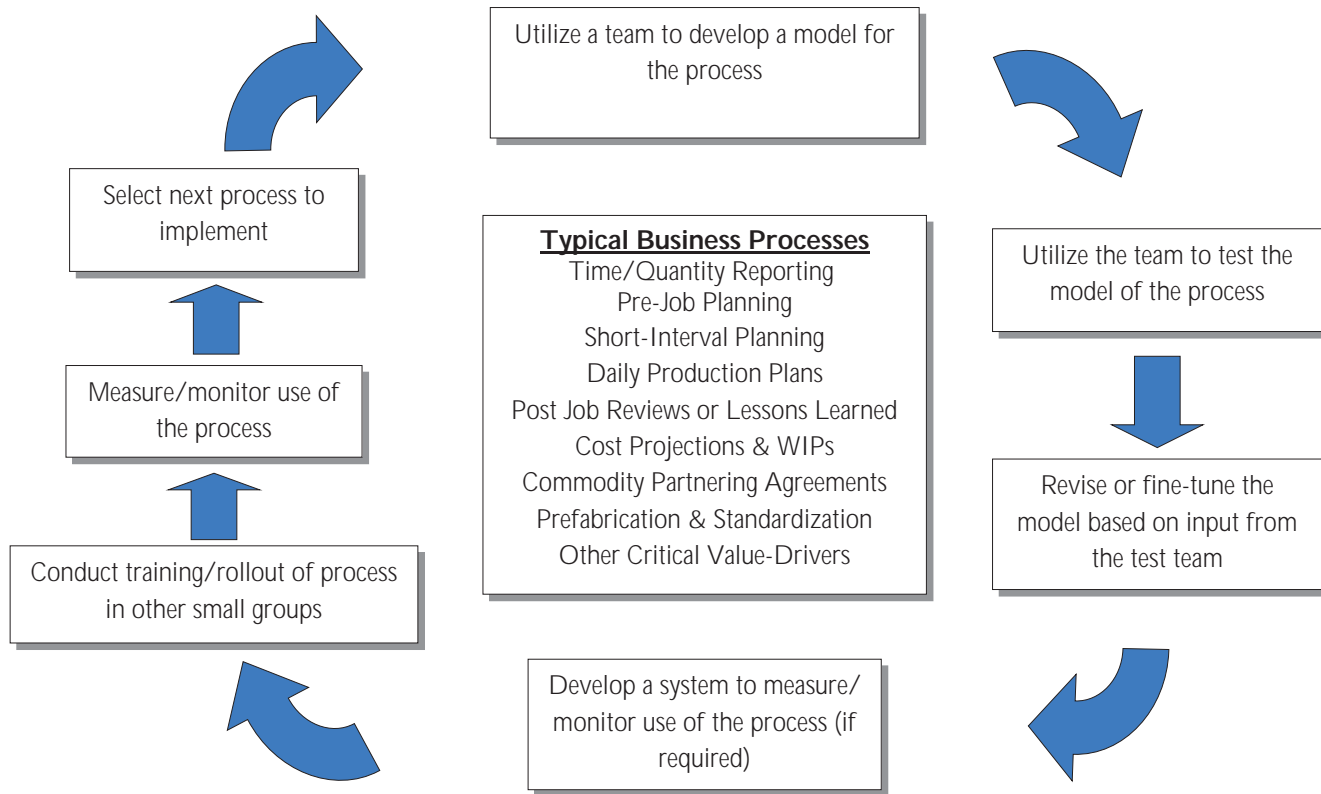 Utilize a team to develop a model for
the process
Select next process to
implement
Typical Business Processes
Time/Quantity Reporting
Pre-Job Planning
Short-Interval Planning
Daily Production Plans
Post Job Reviews or Lessons Learned
Cost Projections & WIPs
Commodity Partnering Agreements
Prefabrication & Standardization
Other Critical Value-Drivers
Utilize the team to test the
model of the process
Measure/monitor use of
the process
Revise or fine-tune the
model based on input from
the test team
Conduct training/rollout of process
in other small groups
Develop a system to measure/
monitor use of the process (if
required)